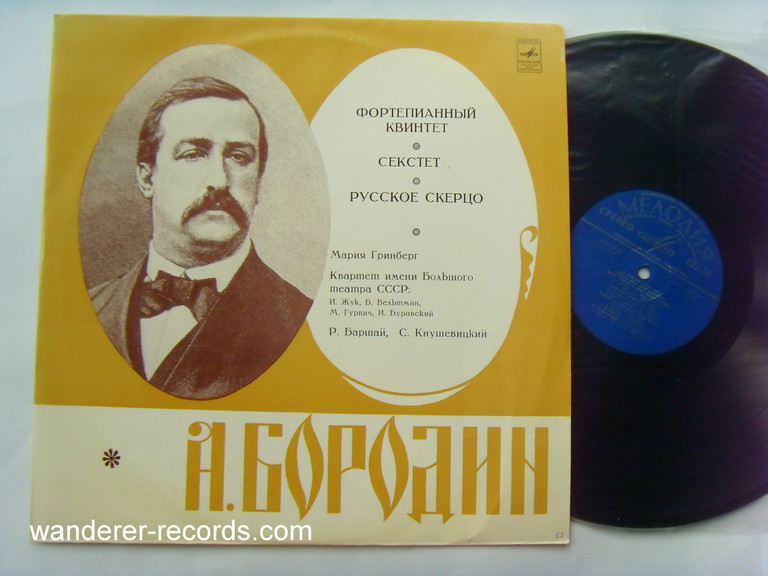 ФОРТЕПИАННЫЙ
КВИНТЕТ
СЕКСТЕТ
РУССКОЕ СКЕРЦО
Мария Гринберг
Квартет имени Большого
театра СССР:
И. Жук, Б. Вельтман,
М. Гурвич, И. Буравский
Р. Баршай, С. Кнушевицкий
А.БОРОДИН
wanderer-records.com
МЕЛОДИЯ
СТЕРЕО